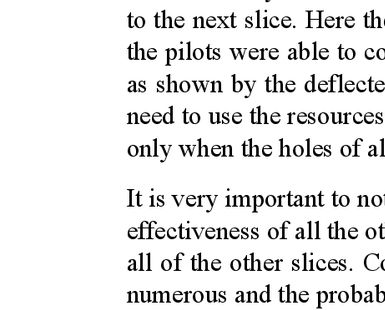 to the next slice. Here the
the pilots were able to co
as shown by the deflecte
need to use the resources
only when the holes of al
It is very important to not
effectiveness of all the ot
all of the other slices. Co
numerous and the probab